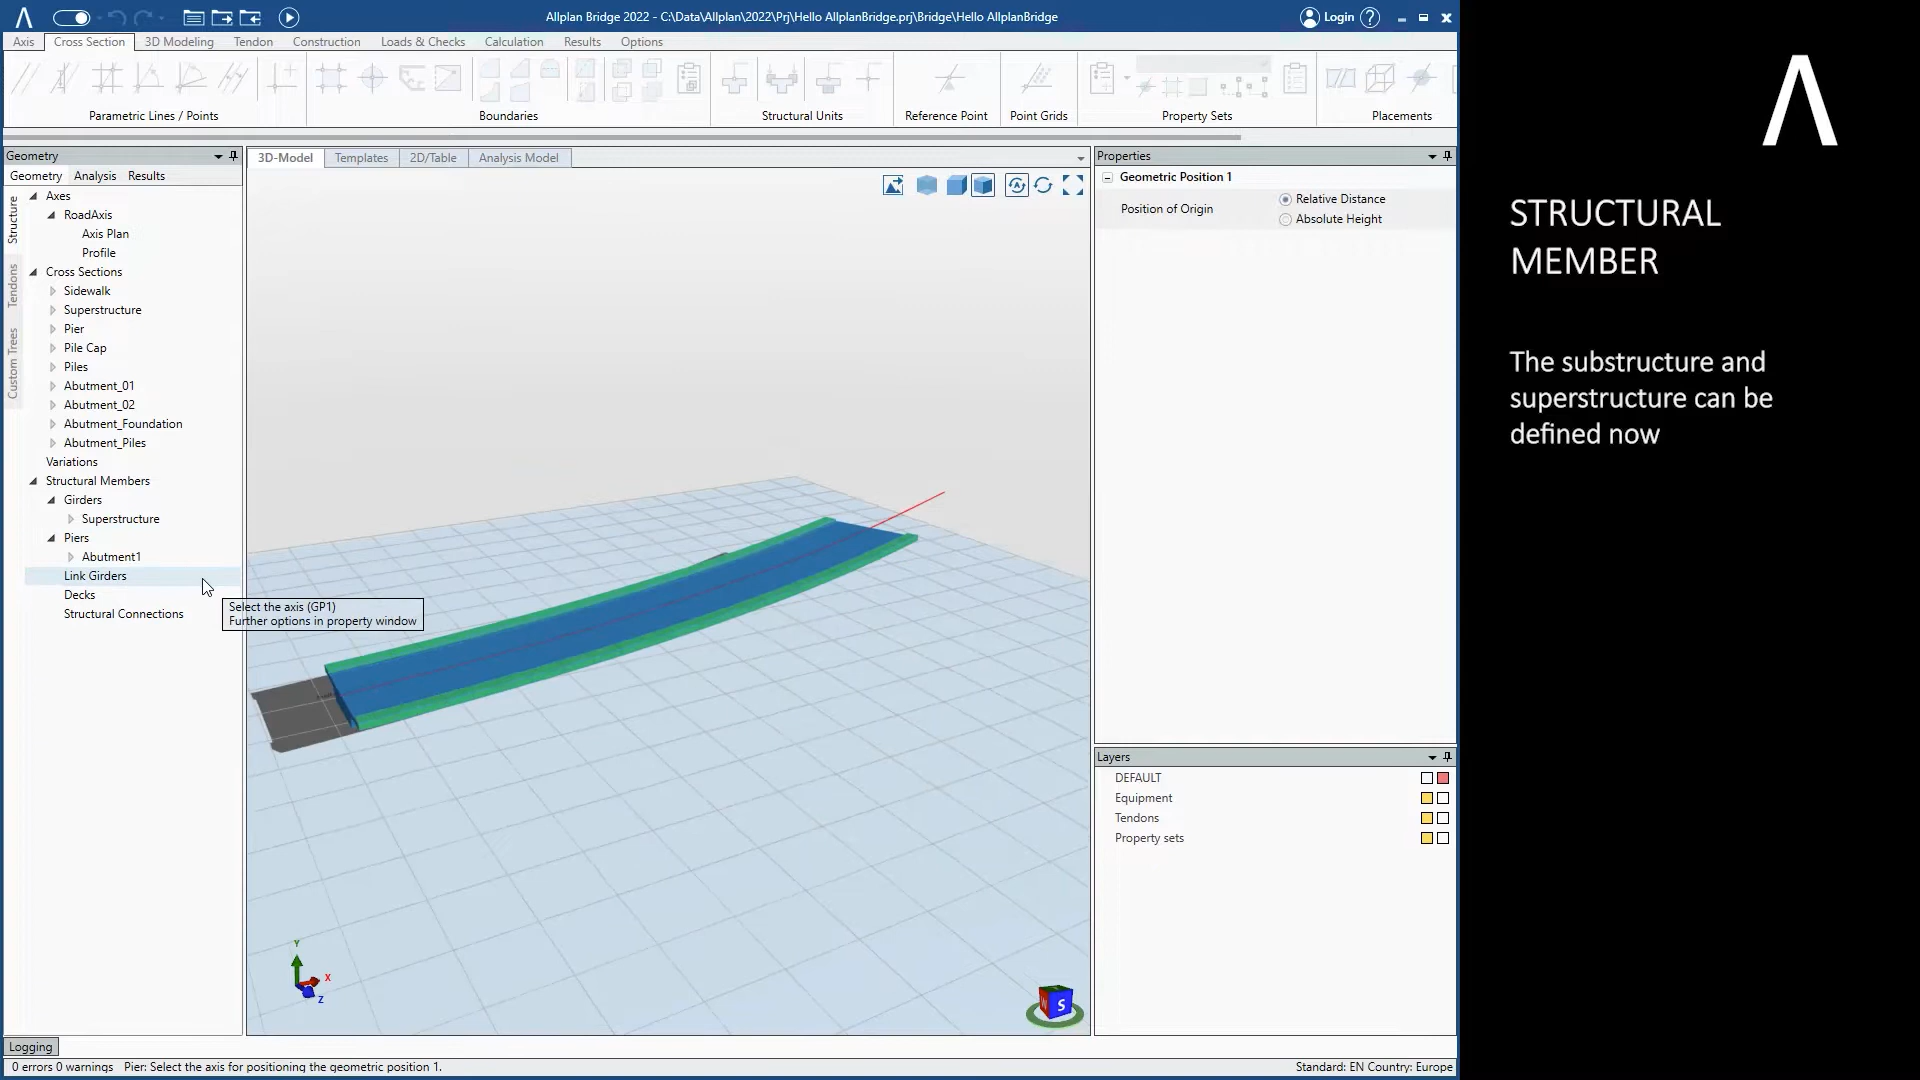 Allplan Bridge 2022 - C:\Data\Allplan\2022\Prj\Hello AllplanBridge.prj\Bridge\Hello AllplanBridge
Login
Axis
Cross Section
3D Modeling
Tendon
Construction
Loads & Checks
Calculation
Results
Options
Parametric Lines / Points
Boundaries
Structural Units
Reference Point
Point Grids
Property Sets
Placements
Geometry
Geometry
Analysis
Results
Structure
Tendons
Custom Trees
Axes
RoadAxis
Axis Plan
Profile
Cross Sections
Sidewalk
Superstructure
Pier
Pile Cap
Piles
Abutment_01
Abutment_02
Abutment_Foundation
Abutment_Piles
Variations
Structural Members
Girders
Superstructure
Piers
Abutment1
Link Girders
Decks
Structural Connections
3D-Model
Templates
2D/Table
Analysis Model
Select the axis (GP1)
Further options in property window
Y
X
Z
S
Properties
Geometric Position 1
Position of Origin
Relative Distance
Absolute Height
Layers
DEFAULT
Equipment
Tendons
Property sets
Logging
0 errors 0 warnings
Pier: Select the axis for positioning the geometric position 1.
Standard: EN Country: Europe
STRUCTURAL
MEMBER
The substructure and
superstructure can be
defined now